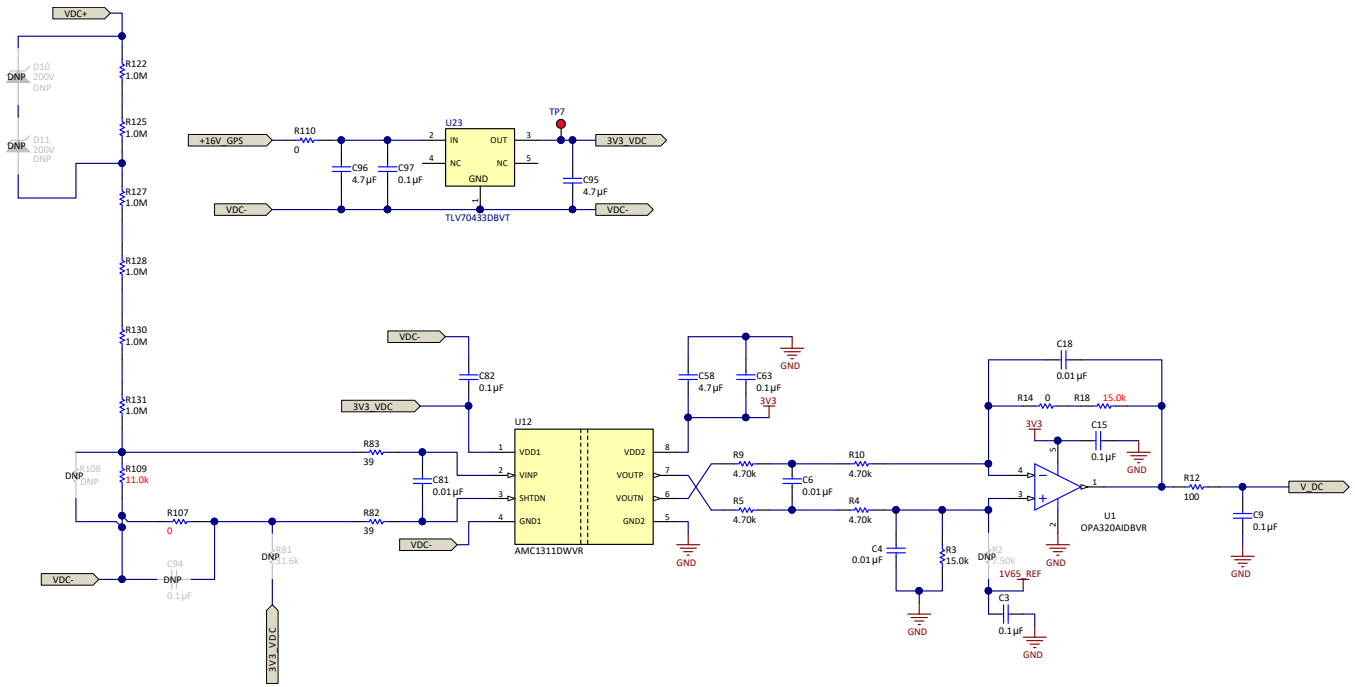 VDC+
D10
200V
DNP
DNP
R122
1.0M
D11
200V
DNP
DNP
R125
1.0M
R127
1.0M
R128
1.0M
R130
1.0M
R131
1.0M
+16V_GPS
R110
0
C96
4.7µF
C97
0.1µF
U23
2
IN
OUT
3
4
NC
NC
5
GND
1
TLV70433DBVT
TP7
3V3_VDC
C95
4.7µF
VDC-
VDC-
VDC-
C82
0.1µF
3V3_VDC
R108
DNP
DNP
R109
11.0k
R107
0
C94
DNP
0.1µF
VDC-
R81
DNP
3V3_VDC
R83
39
C81
0.01µF
R82
39
VDC-
U12
1
VDD1
VDD2
8
2
VINP
VOUTP
7
3
SHTDN
VOUTN
6
4
GND1
GND2
5
AMC1311DWVR
C58
4.7µF
C63
0.1µF
GND
3V3
GND
R9
4.70k
R10
4.70k
C6
0.01µF
R5
4.70k
R4
4.70k
C4
0.01µF
R3
15.0k
GND
R2
DNP
7.50k
1V65_REF
C3
0.1µF
GND
C18
0.01µF
R14
0
R18
15.0k
3V3
C15
0.1µF
GND
5
4
3
1
2
U1
OPA320AIDBVR
GND
R12
100
C9
0.1µF
GND
V_DC